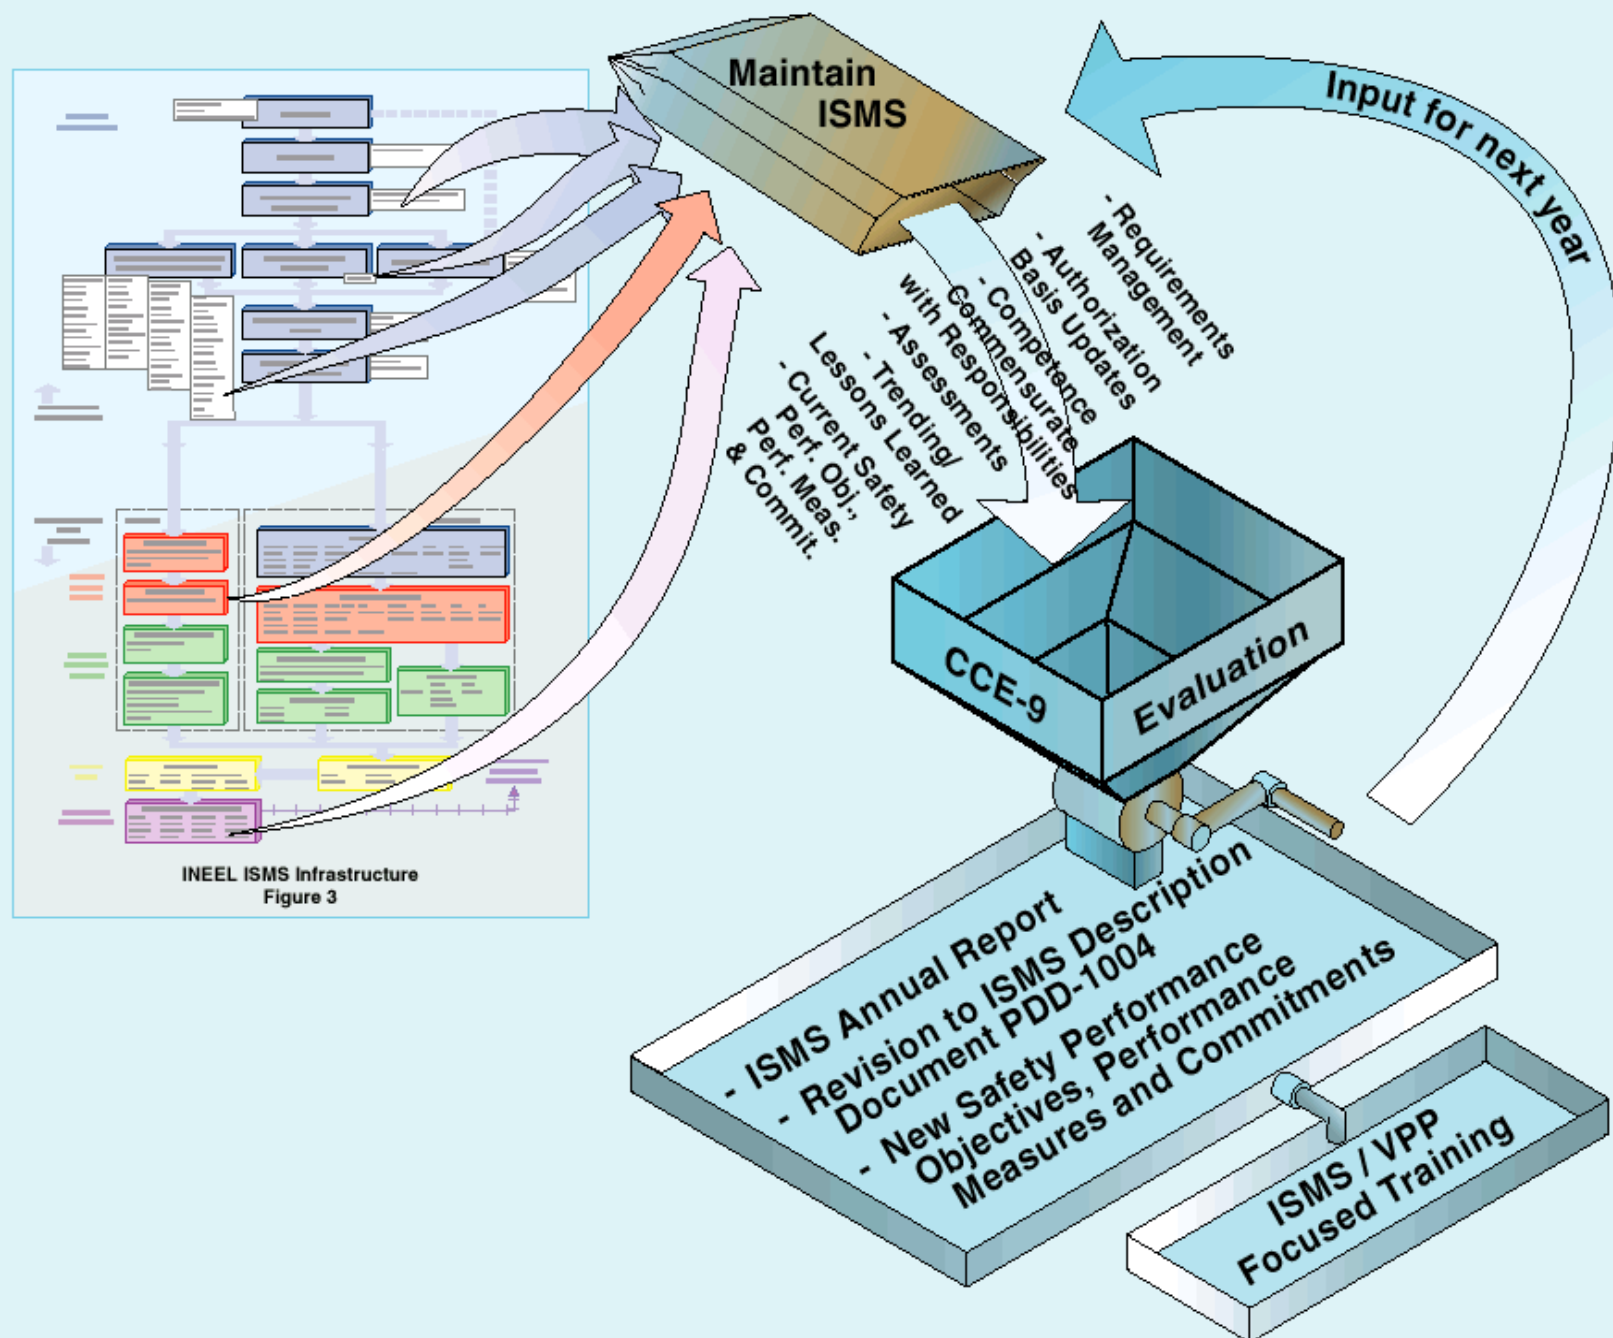 Maintain
ISMS
Input for next year
- Requirements
Management
- Authorization
Basis Updates
- Competence
Commensurate
with Responsibilities
- Assessments
- Trending/
Lessons Learned
- Current Safety
Perf. Obj.,
Perf. Meas.
& Commit.
CCE-9
Evaluation
INEEL ISMS Infrastructure
Figure 3
- ISMS Annual Report
- Revision to ISMS Description
Document PDD-1004
- New Safety Performance
Objectives, Performance
Measures and Commitments
ISMS / VPP
Focused Training